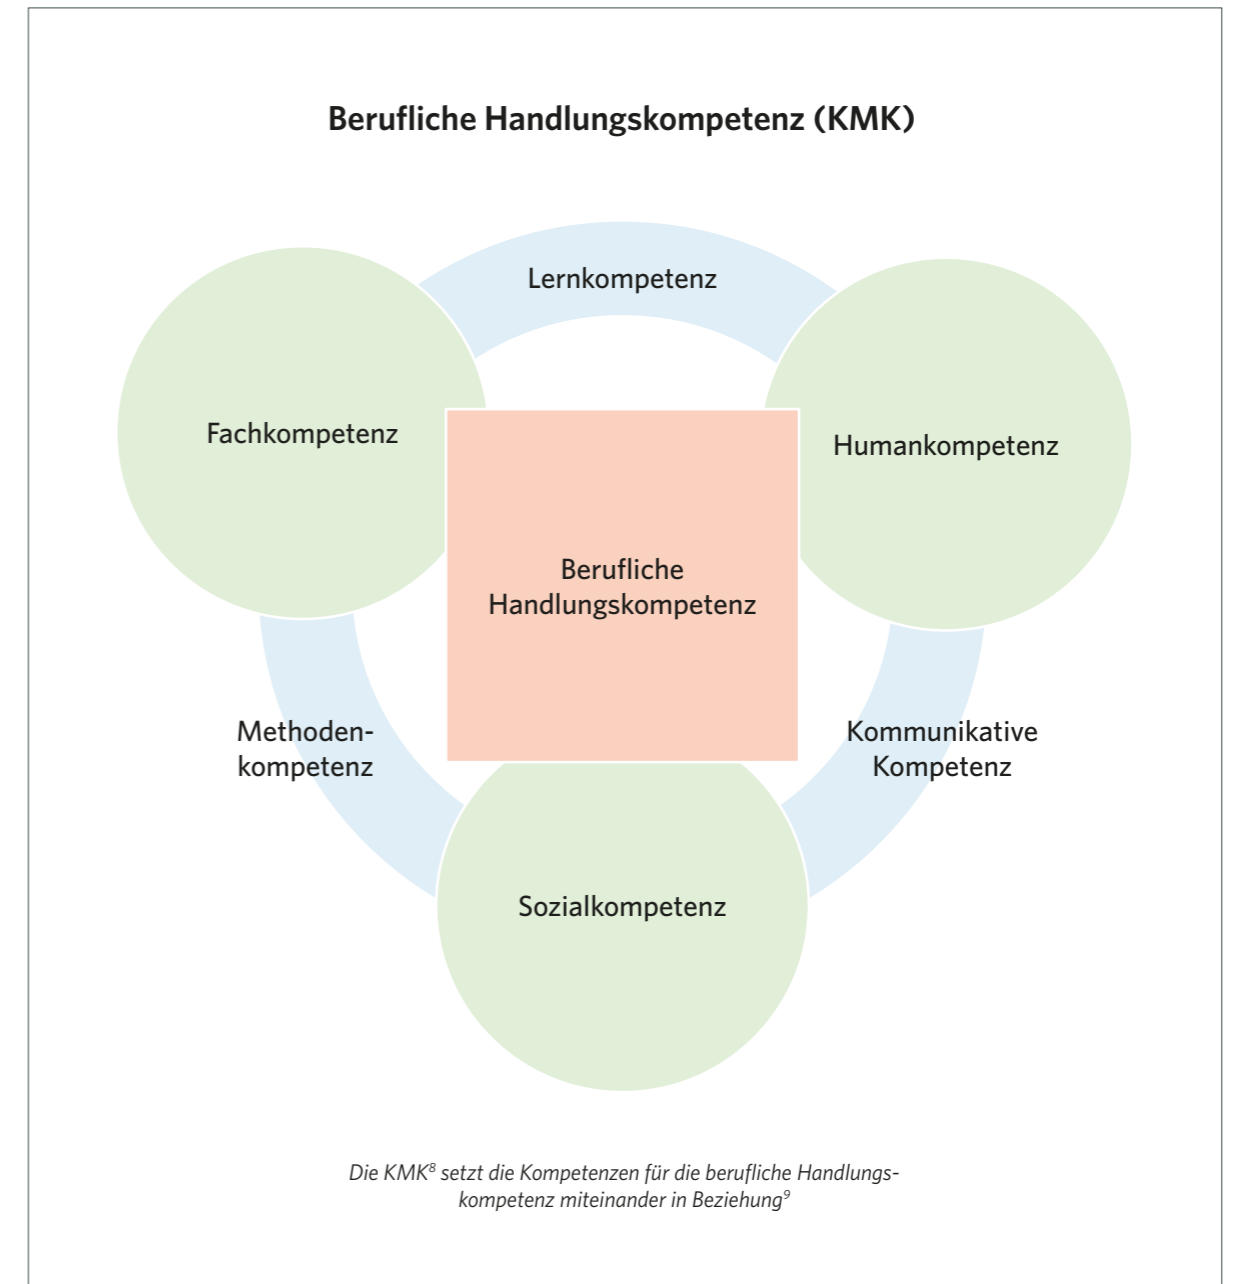 Berufliche Handlungskompetenz (KMK)
Lernkompetenz
Fachkompetenz
Humankompetenz
Berufliche
Handlungskompetenz
Methoden-
kompetenz
Kommunikative
Kompetenz
Sozialkompetenz
Die KMK⁸ setzt die Kompetenzen für die berufliche Handlungs-
kompetenz miteinander in Beziehung⁹